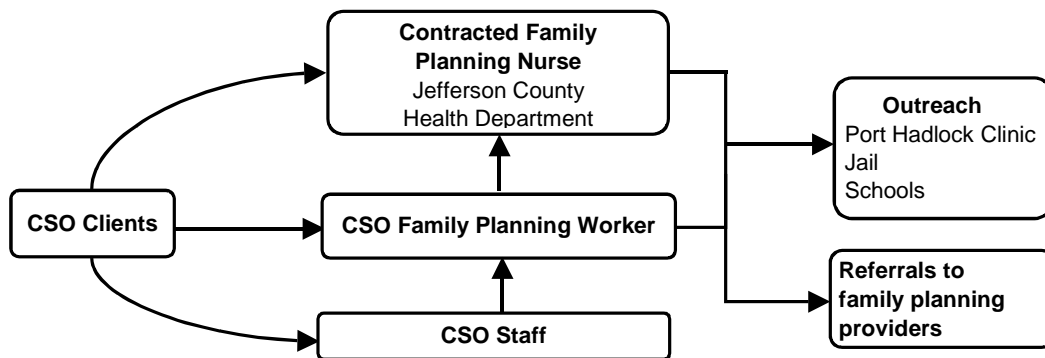 Contracted Family
Planning Nurse
Jefferson County
Health Department
Outreach
Port Hadlock Clinic
Jail
Schools
CSO Clients
CSO Family Planning Worker
Referrals to
family planning
providers
CSO Staff